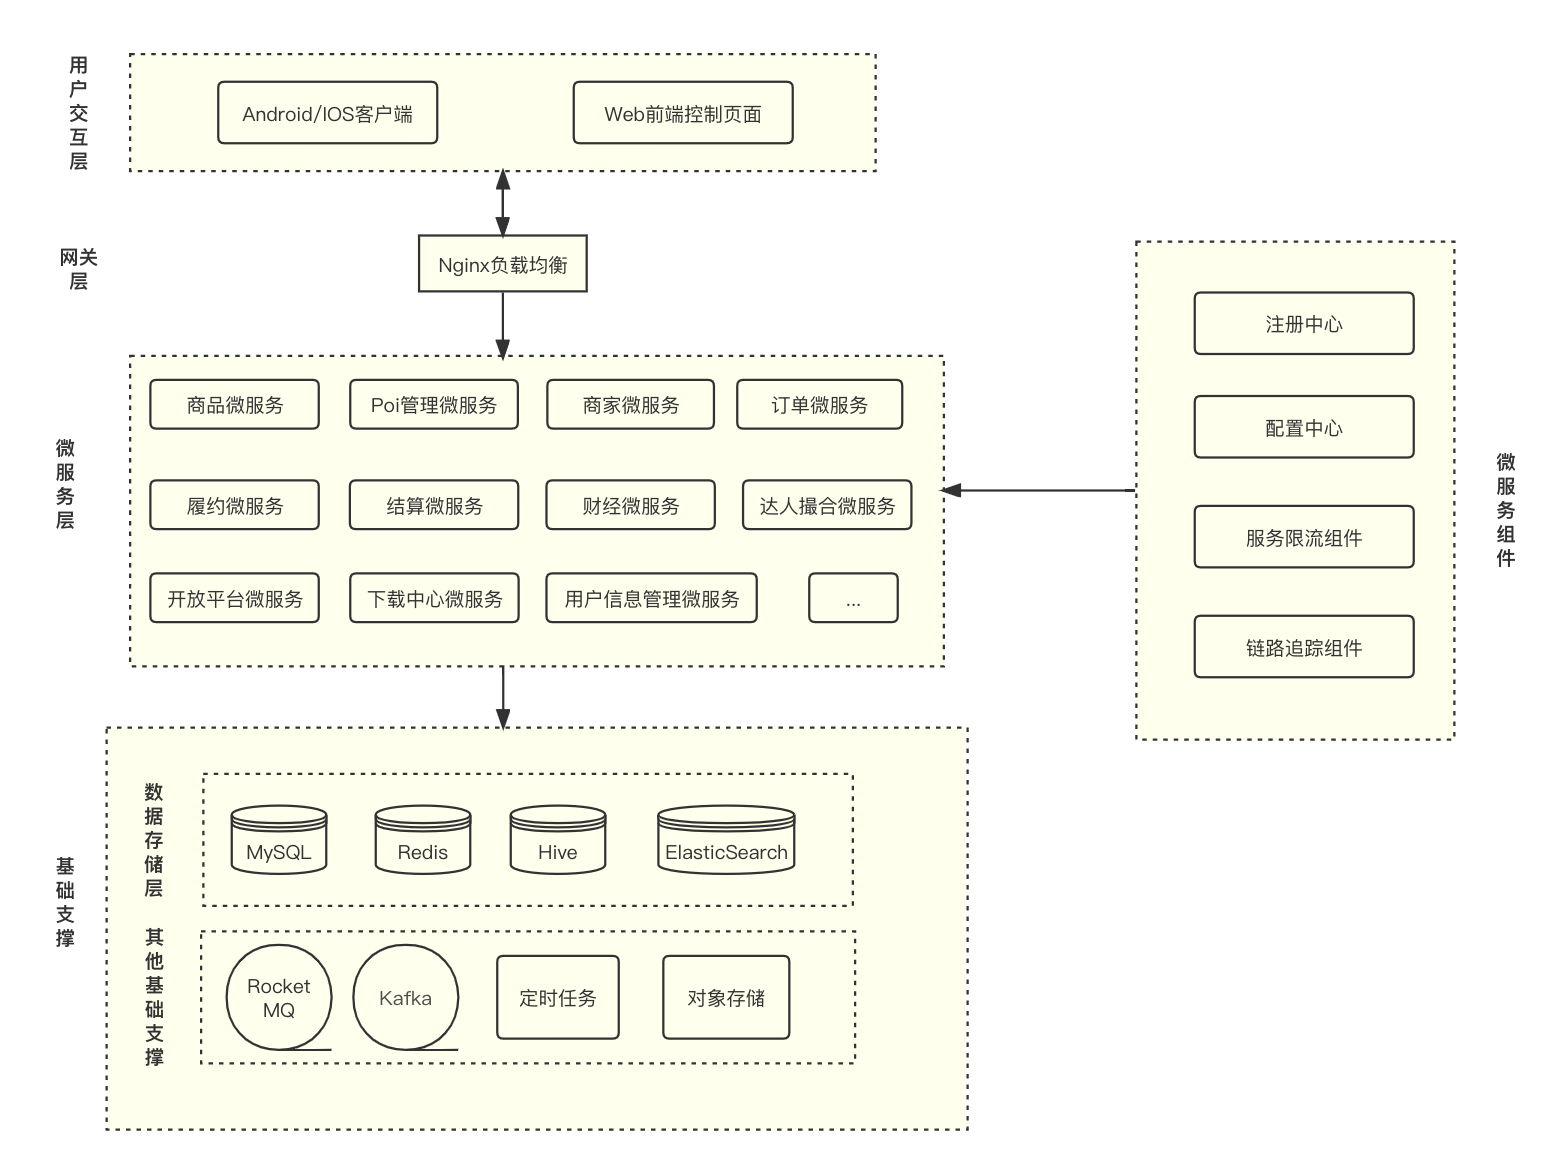 用户交互层
Android/IOS客户端
Web前端控制页面
网关
层
Nginx负载均衡
微服务层
商品微服务
Poi管理微服务
商家微服务
订单微服务
履约微服务
结算微服务
财经微服务
达人撮合微服务
开放平台微服务
下载中心微服务
用户信息管理微服务
...
注册中心
配置中心
服务限流组件
链路追踪组件
微服务组件
基础支撑
数据存储层
MySQL
Redis
Hive
ElasticSearch
其他基础支撑
Rocket
MQ
Kafka
定时任务
对象存储